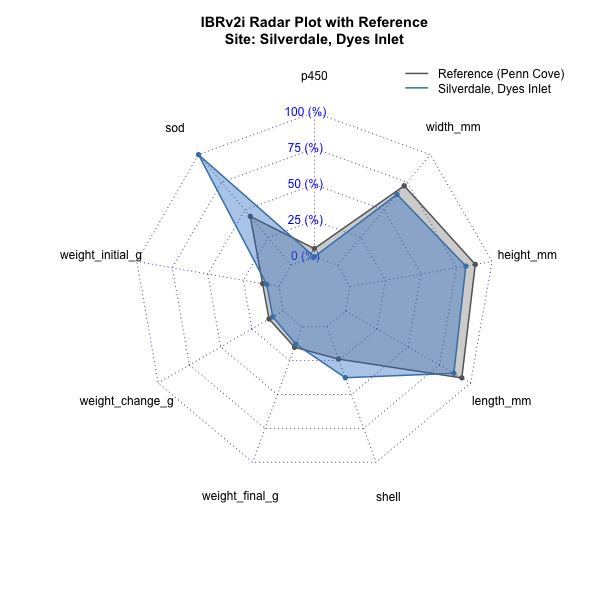 IBRv2i Radar Plot with Reference
Site: Silverdale, Dyes Inlet
Reference (Penn Cove)
Silverdale, Dyes Inlet
p450
100 (%)
sod
width_mm
75 (%)
50 (%)
25 (%)
0 (%)
weight_initial_g
height_mm
weight_change_g
length_mm
weight_final_g
shell